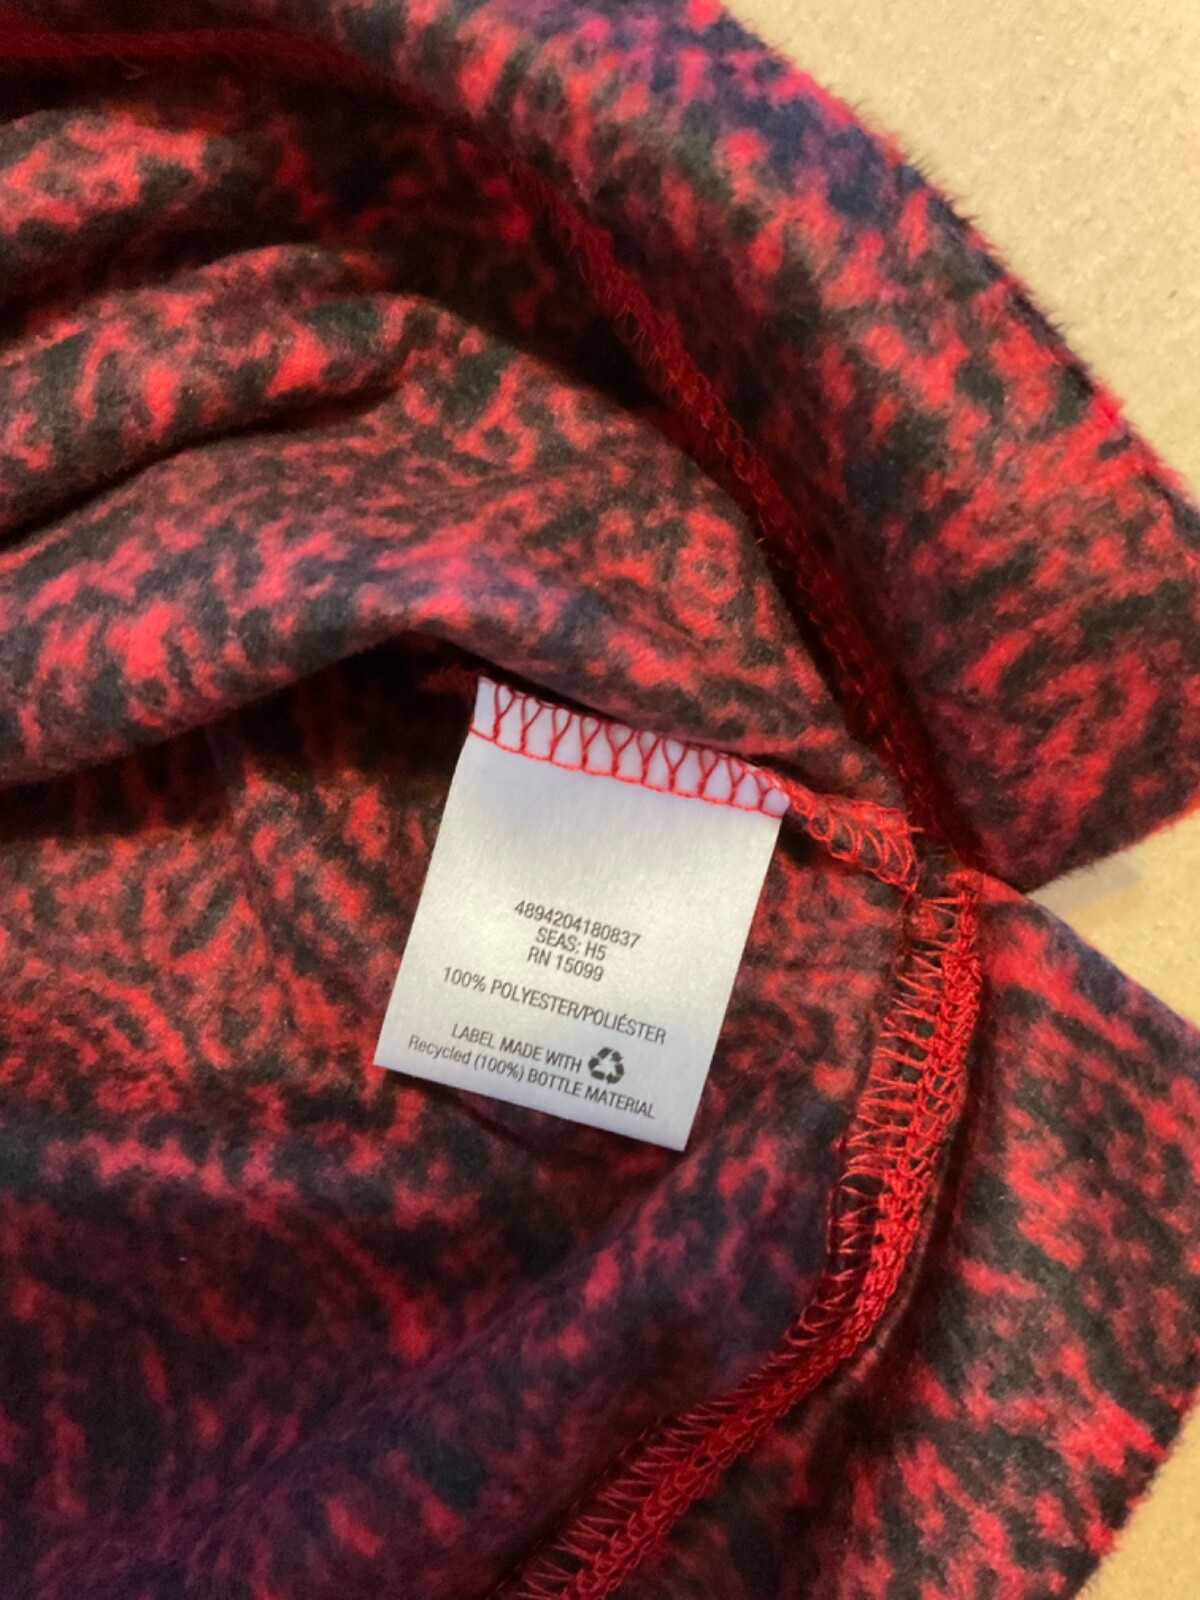 4894204180837
SEAS: H5
RN 15099
100% POLYESTER/POLIÉSTER
LABEL MADE WITH
Recycled (100%) BOTTLE MATERIAL